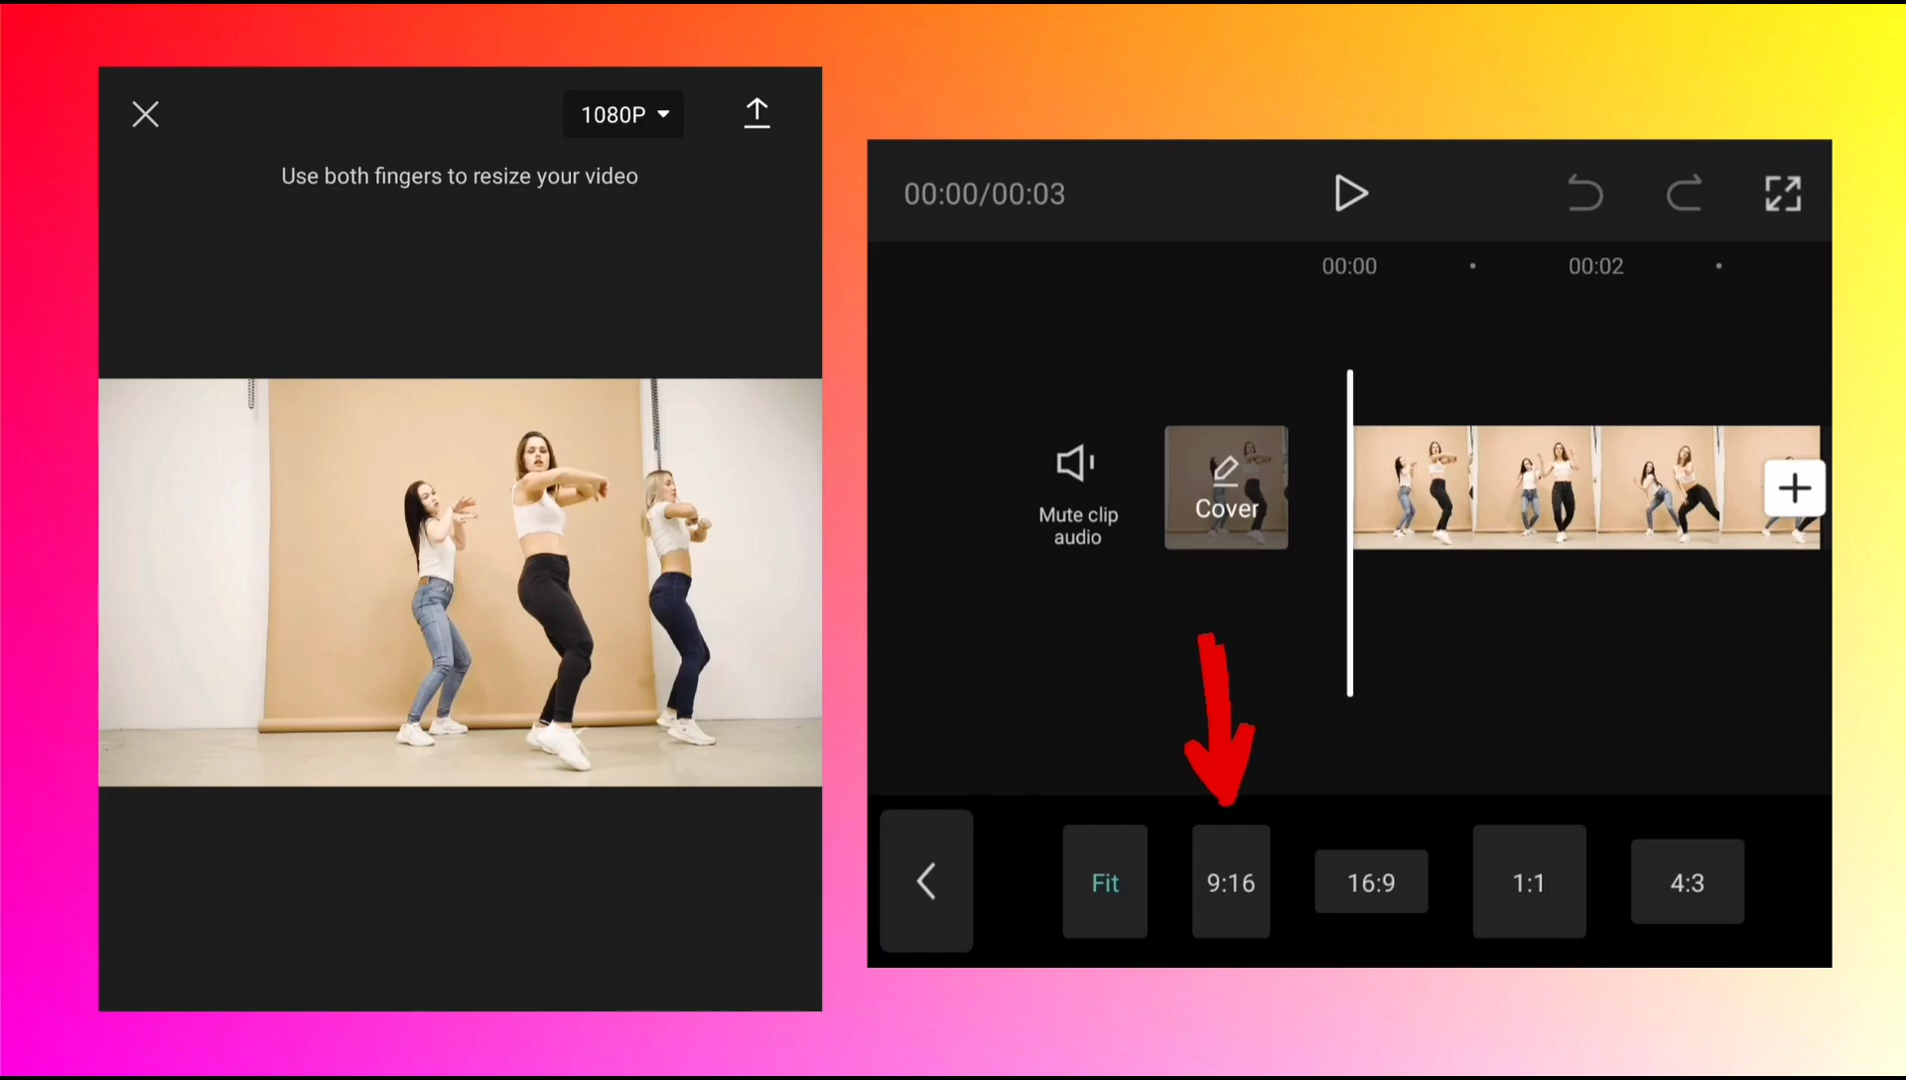 1080P
Use both fingers to resize your video
00:00/00:03
00:00
00:02
Mute clip
audio
Cover
Fit
9:16
16:9
1:1
4:3